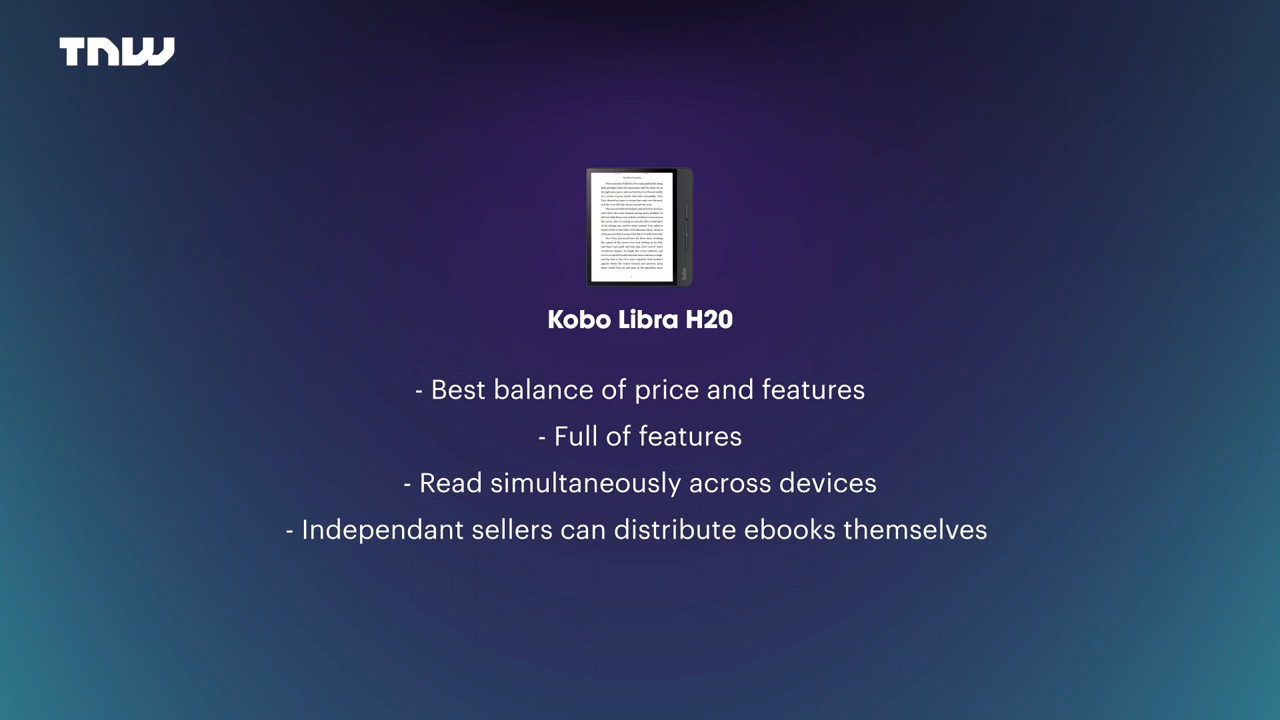 TNW
Kobo Libra H20
- Best balance of price and features
- Full of features
- Read simultaneously across devices
- Independant sellers can distribute ebooks themselves